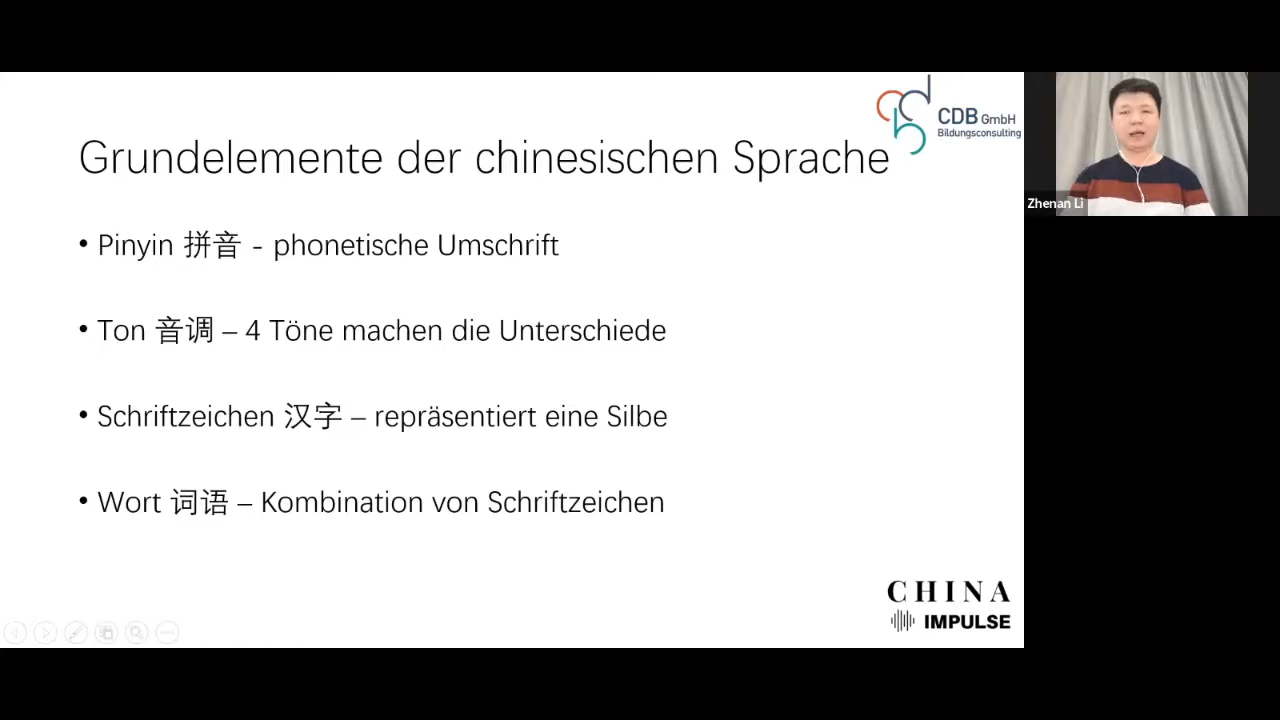 CDB GmbH
Bildungsconsulting
Grundelemente der chinesischen Sprache
• Pinyin 拼音 - phonetische Umschrift
• Ton 音调 – 4 Töne machen die Unterschiede
• Schriftzeichen 汉字 – repräsentiert eine Silbe
• Wort 词语 – Kombination von Schriftzeichen
CHINA
IMPULSE
Zhenan Li